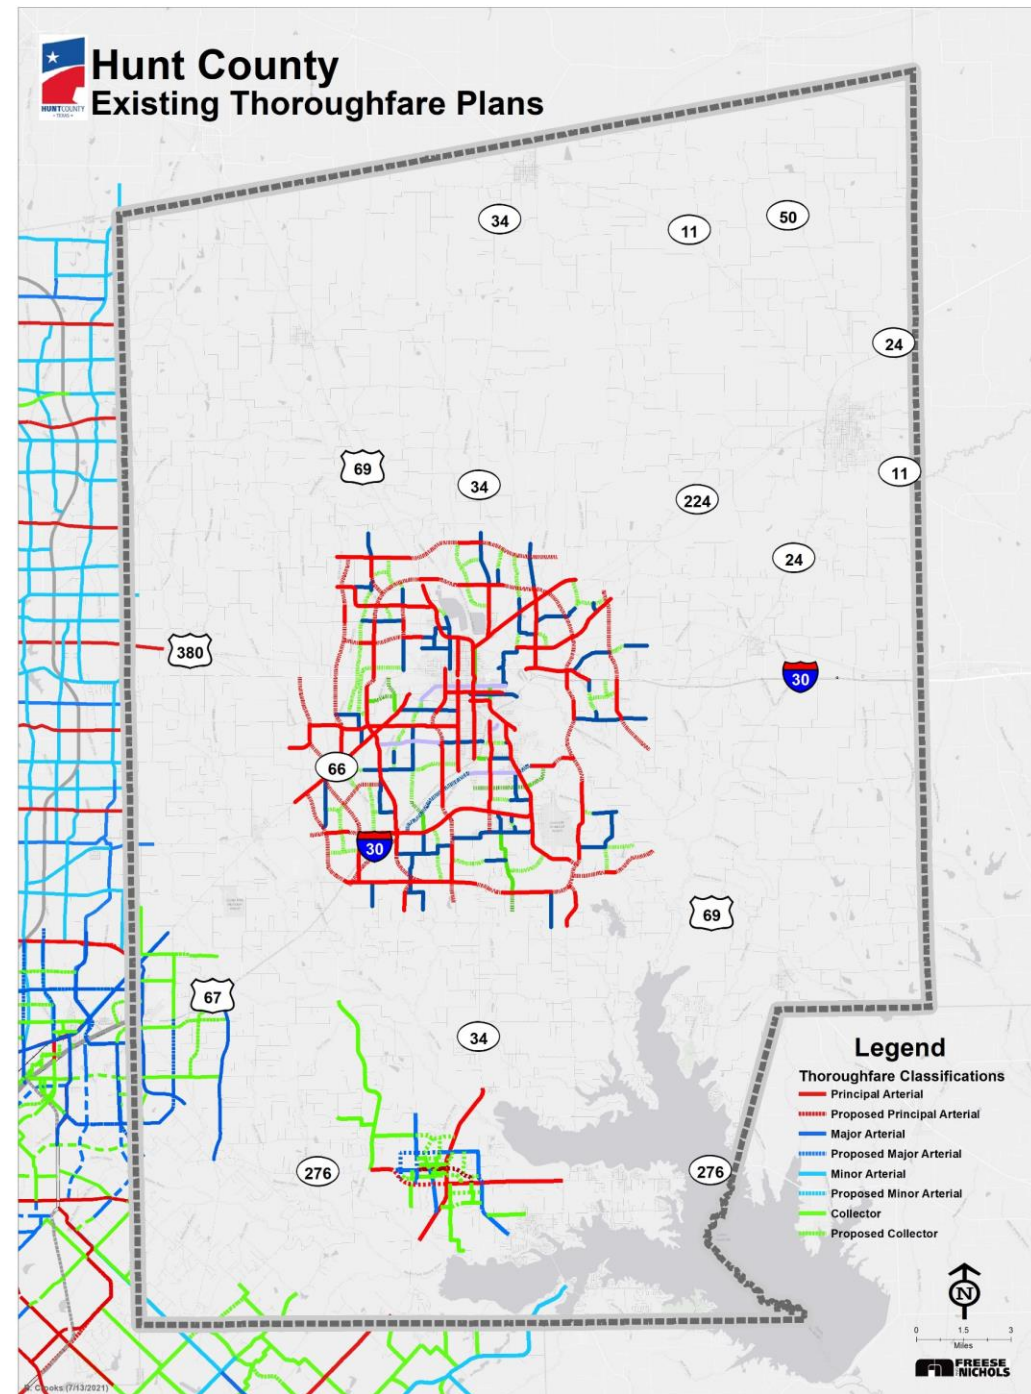 Hunt County
Existing Thoroughfare Plans
HUNTCOUNTY
TEXAS
34
11
50
24
69
34
224
11
24
380
30
66
30
69
67
34
276
276
Legend
Thoroughfare Classifications
Principal Arterial
Proposed Principal Arterial
Major Arterial
Proposed Major Arterial
Minor Arterial
Proposed Minor Arterial
Collector
Proposed Collector
N
0 1.5 3
Miles
FREESE
NICHOLS
(7/13/2021)